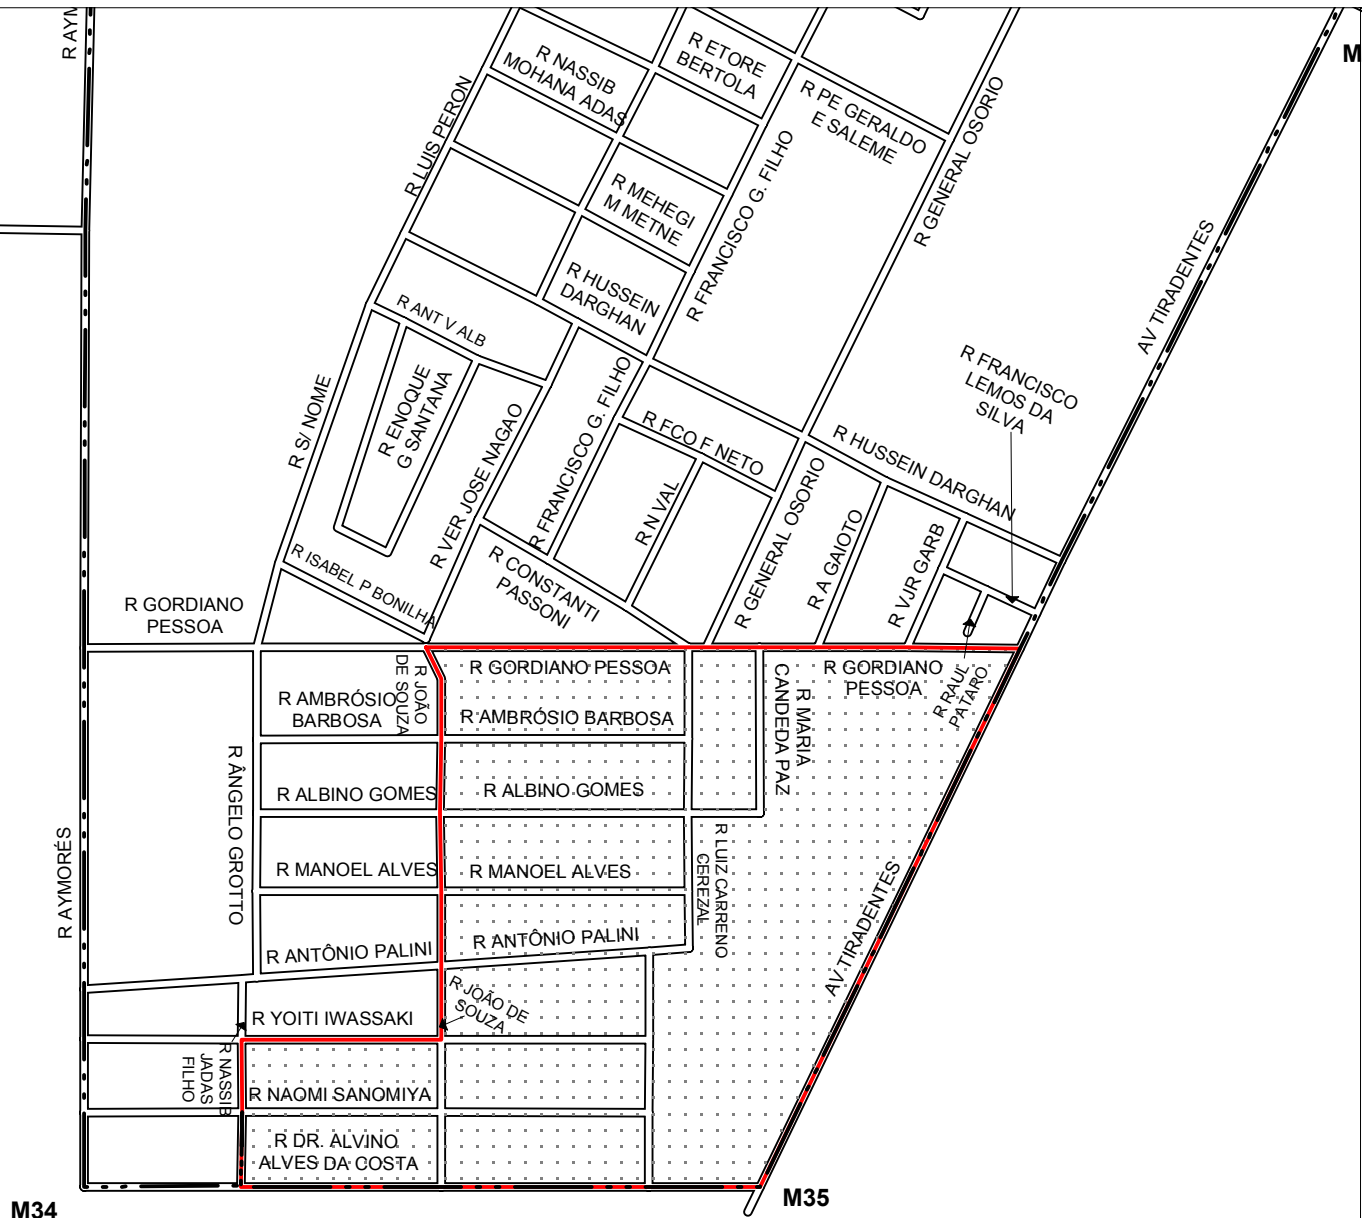 R AYM
M
R ETORE
BERTOLA
R NASSIB
MOHANA ADAS
R PE GERALDO
E SALEME
R GENERAL OSORIO
R LUIS PERON
R FRANCISCO G. FILHO
R MEHEGI
M METNE
AV TIRADENTES
R HUSSEIN
DARGHAN
R ANT V ALB
R FRANCISCO
LEMOS DA
SILVA
R ENOQUE
G SANTANA
R S/ NOME
R FRANCISCO G. FILHO
R FCO F NETO
R HUSSEIN DARGHAN
R VER JOSE NAGAO
R N VAL
R GENERAL OSORIO
R A GAIOTO
R VJR GARB
R ISABEL P BONILHA
R CONSTANTI
PASSONI
R GORDIANO
PESSOA
R GORDIANO PESSOA
R GORDIANO
PESSOA
R RAUL
PATARO
R JOÃO
DE SOUZA
R AMBRÓSIO
BARBOSA
R AMBRÓSIO BARBOSA
R MARIA
CANDEDA PAZ
R ÂNGELO GROTTO
R ALBINO GOMES
R ALBINO GOMES
R AYMORÉS
R MANOEL ALVES
R MANOEL ALVES
R LUIZ CARRENO
CEREZAL
AV TIRADENTES
R ANTÔNIO PALINI
R ANTÔNIO PALINI
R JOÃO DE
SOUZA
R YOITI IWASSAKI
R NASSIB
JADAS
FILHO
R NAOMI SANOMIYA
R DR. ALVINO
ALVES DA COSTA
M34
M35